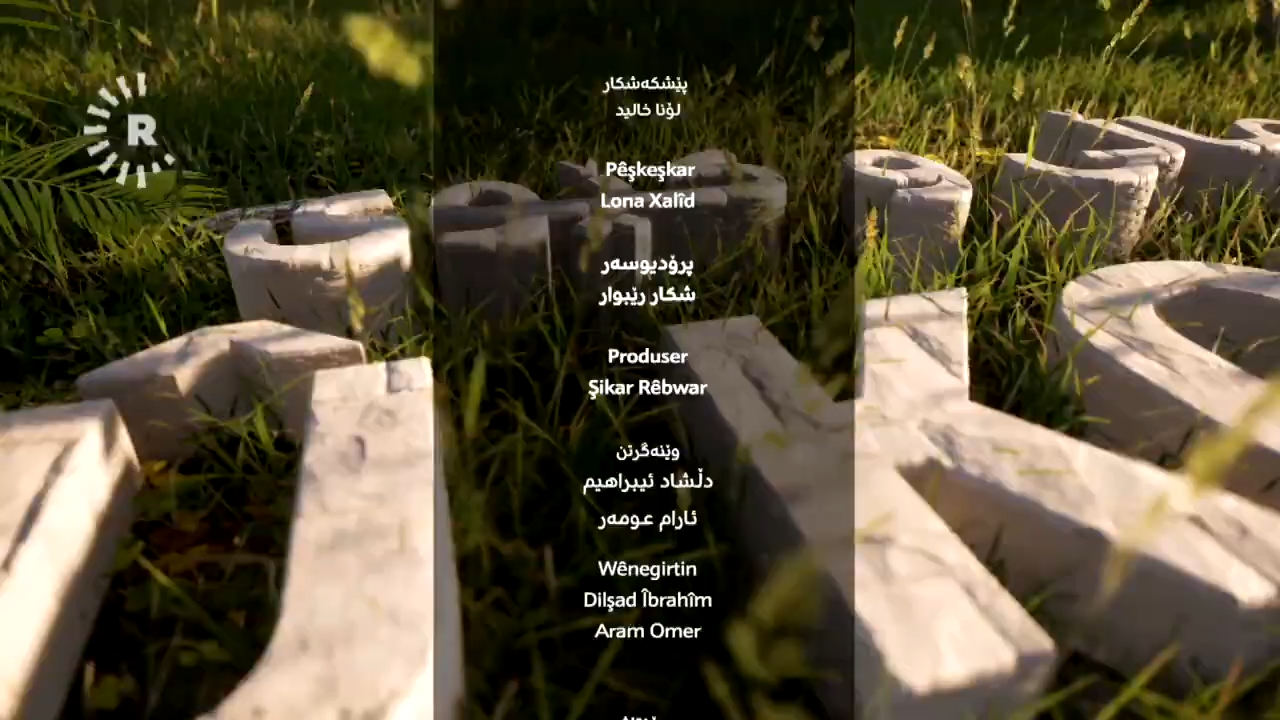 R
پێشکەشکار
لۆنا خالید
Pêşkeşkar
Lona Xalîd
پرۆدیوسەر
شکار رێبوار
Produser
Şikar Rêbwar
وێنەگرتن
دڵشاد ئیبراهیم
ئارام عومەر
Wênegirtin
Dilşad Îbrahîm
Aram Omer